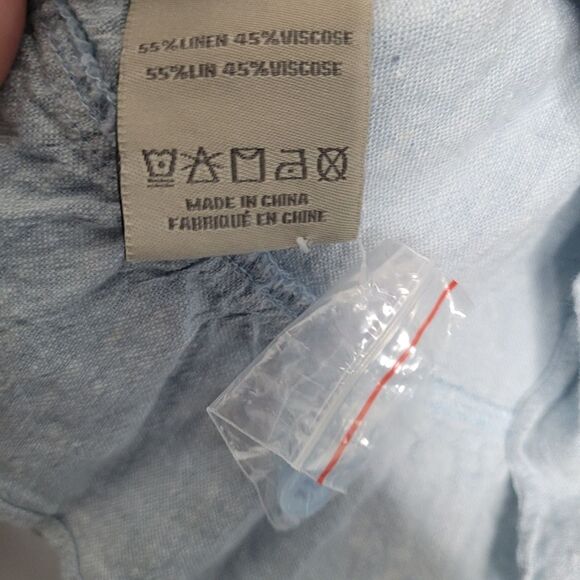 55%LINEN 45%VISCOSE
55%LIN 45%VISCOSE
MADE IN CHINA
FABRIQUÉ EN CHINE